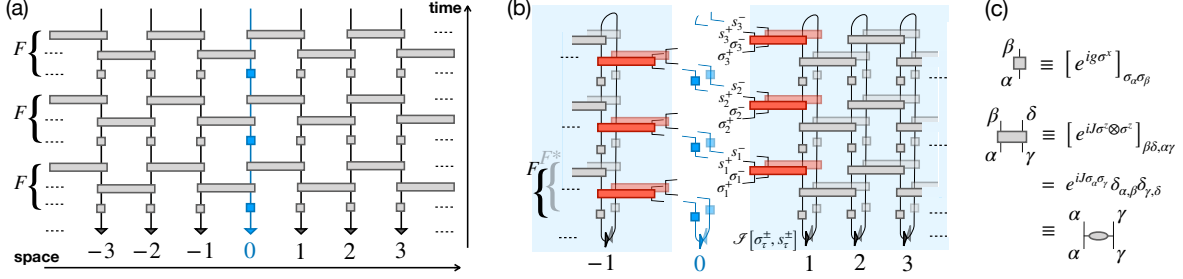 (a)
time
F
F
F
−3
−2
−1
0
1
2
3
space
(b)
s₃⁺ s₃⁻
σ₃⁺ σ₃⁻
s₂⁺ s₂⁻
σ₂⁺ σ₂⁻
s₁⁺ s₁⁻
σ₁⁺ σ₁⁻
F F*
ℐ[σ_τ^±, s_τ^±]
−1
0
1
2
3
(c)
β
α
≡ [e^{igσ^x}]_{σ_α σ_β}
β δ
α γ
≡ [e^{iJσ^z⊗σ^z}]_{βδ,αγ}
= e^{iJσ_α σ_γ} δ_{α,β} δ_{γ,δ}
α γ
≡
α γ